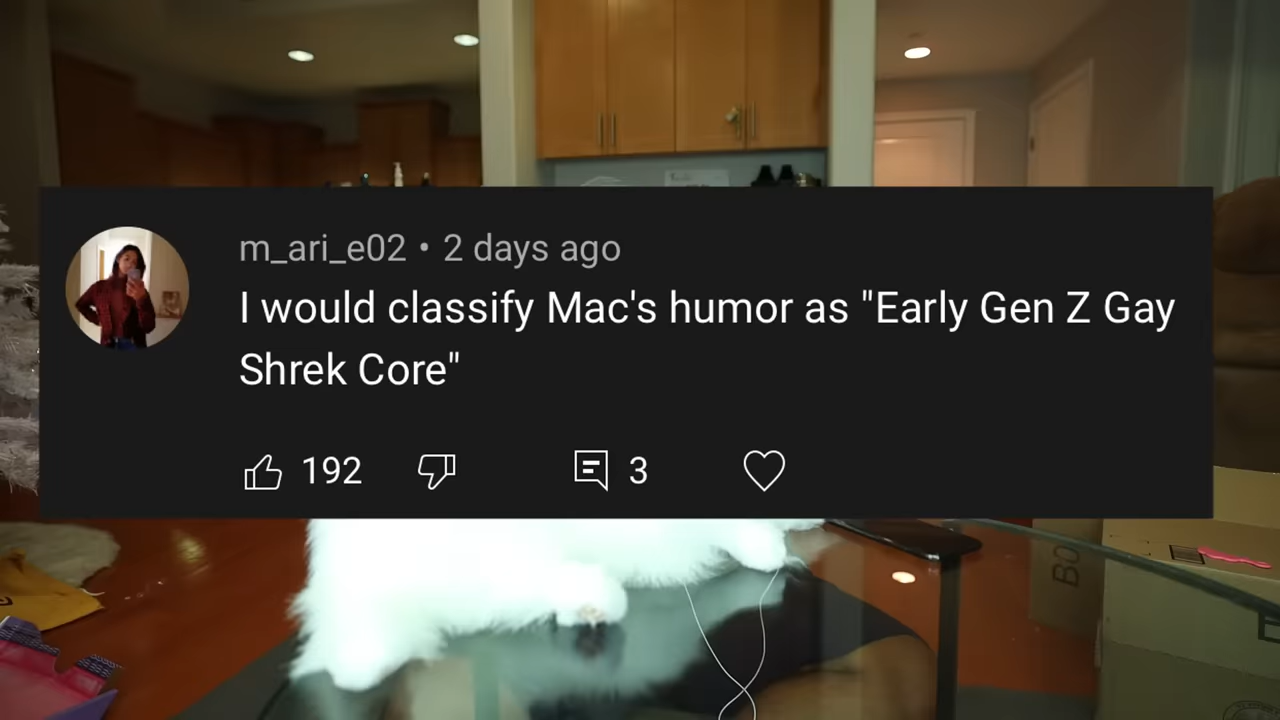 m_ari_e02 • 2 days ago
I would classify Mac's humor as "Early Gen Z Gay
Shrek Core"
192
3
BO